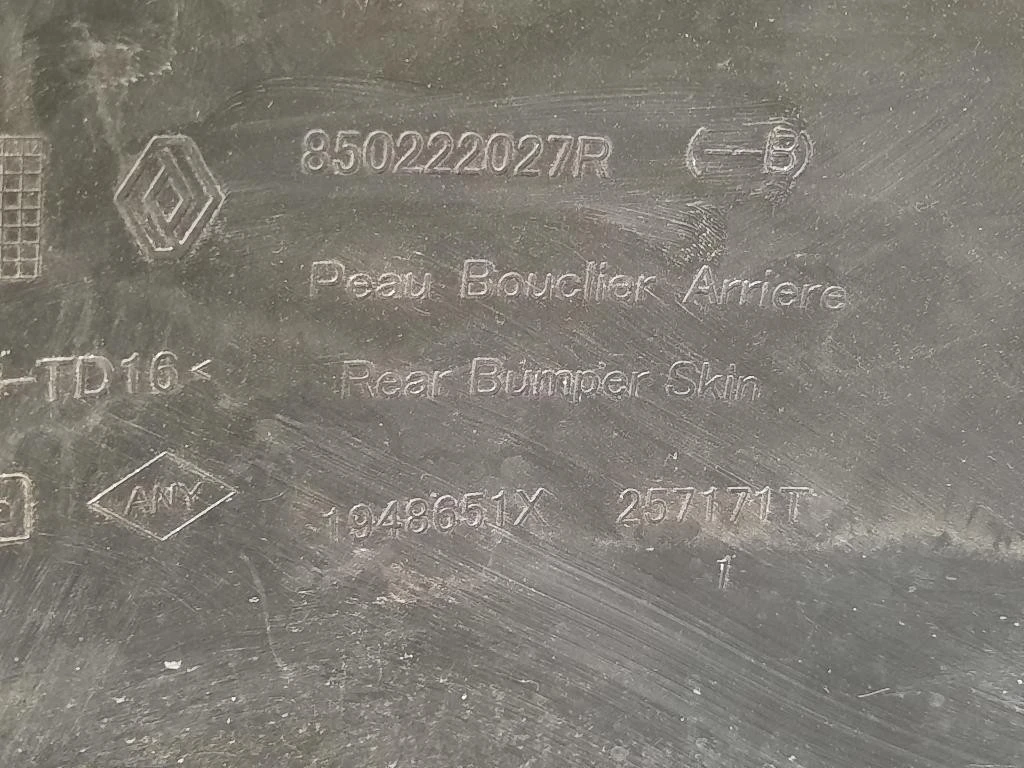 850222027R (—B)
Peau Bouclier Arriere
-TD16< Rear Bumper Skin
ANY 1948651X 257171T
1